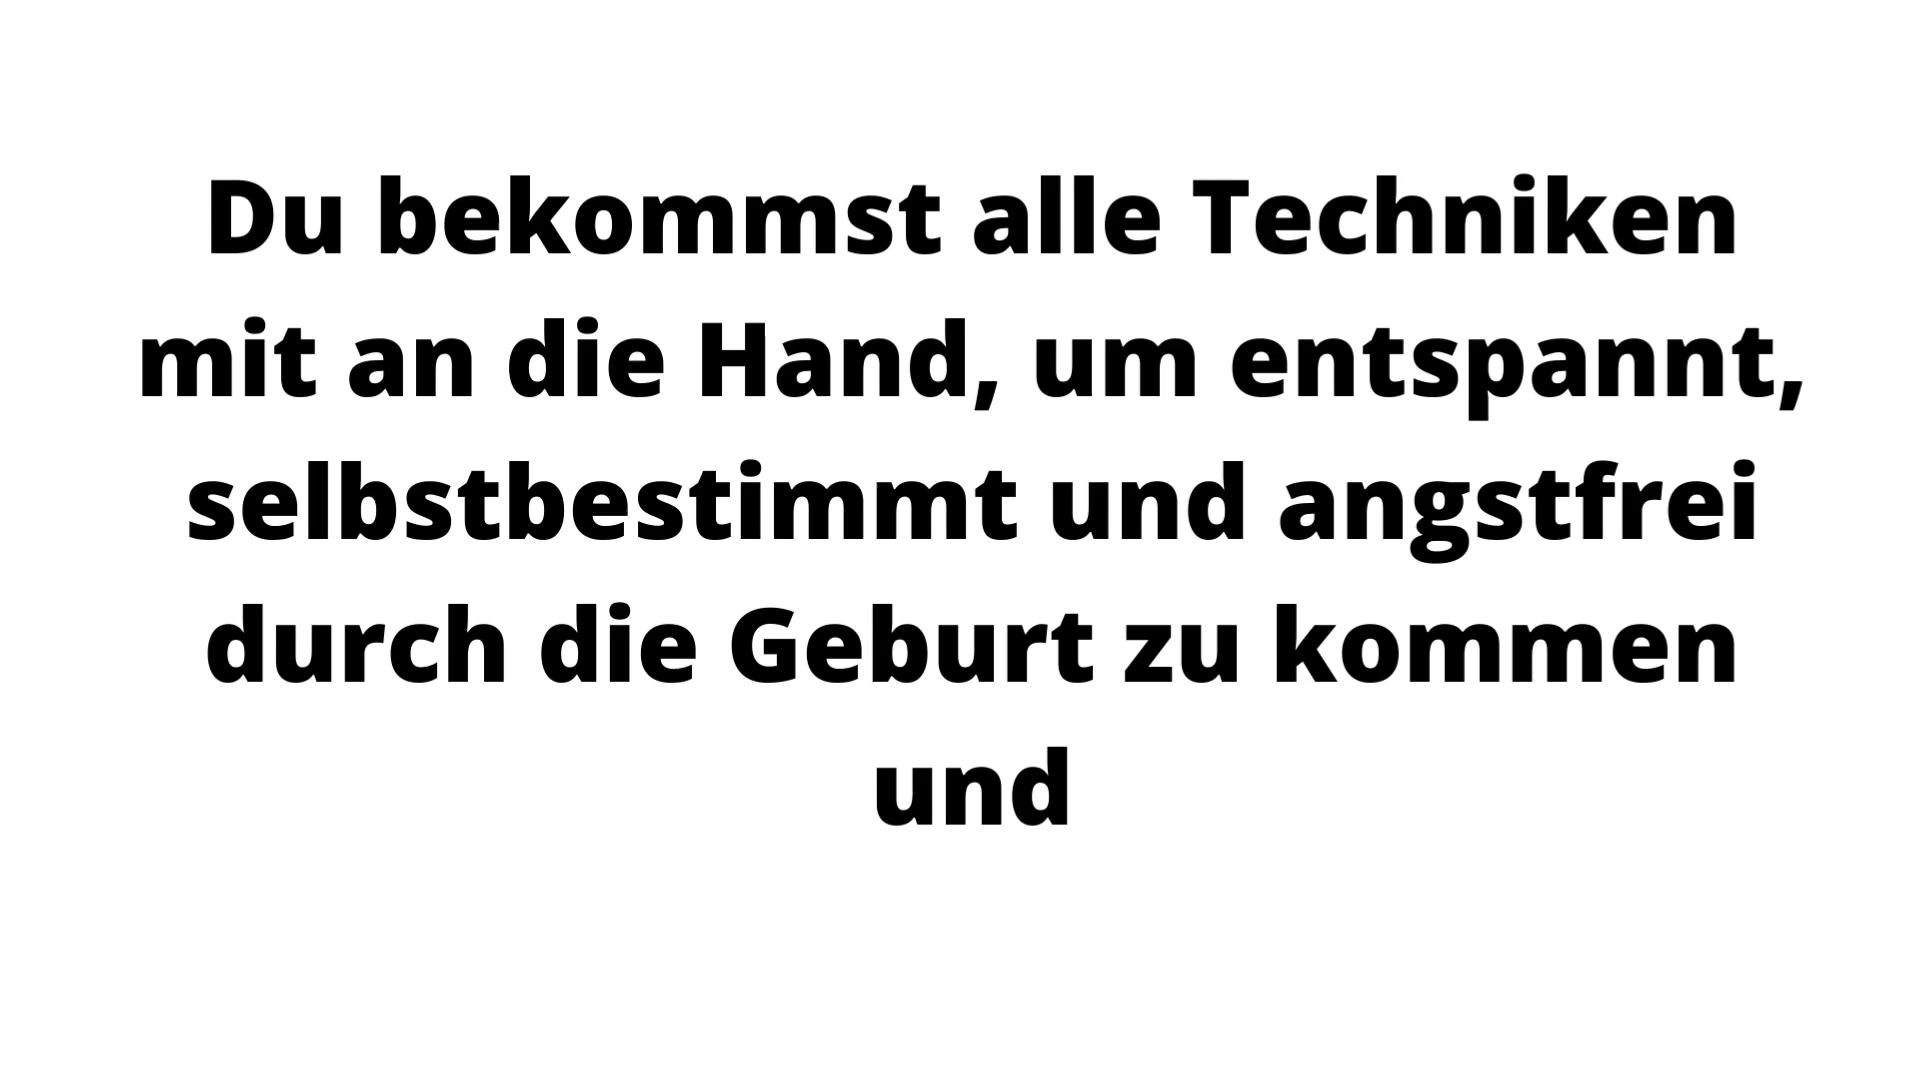 Du bekommst alle Techniken
mit an die Hand, um entspannt,
selbstbestimmt und angstfrei
durch die Geburt zu kommen
und